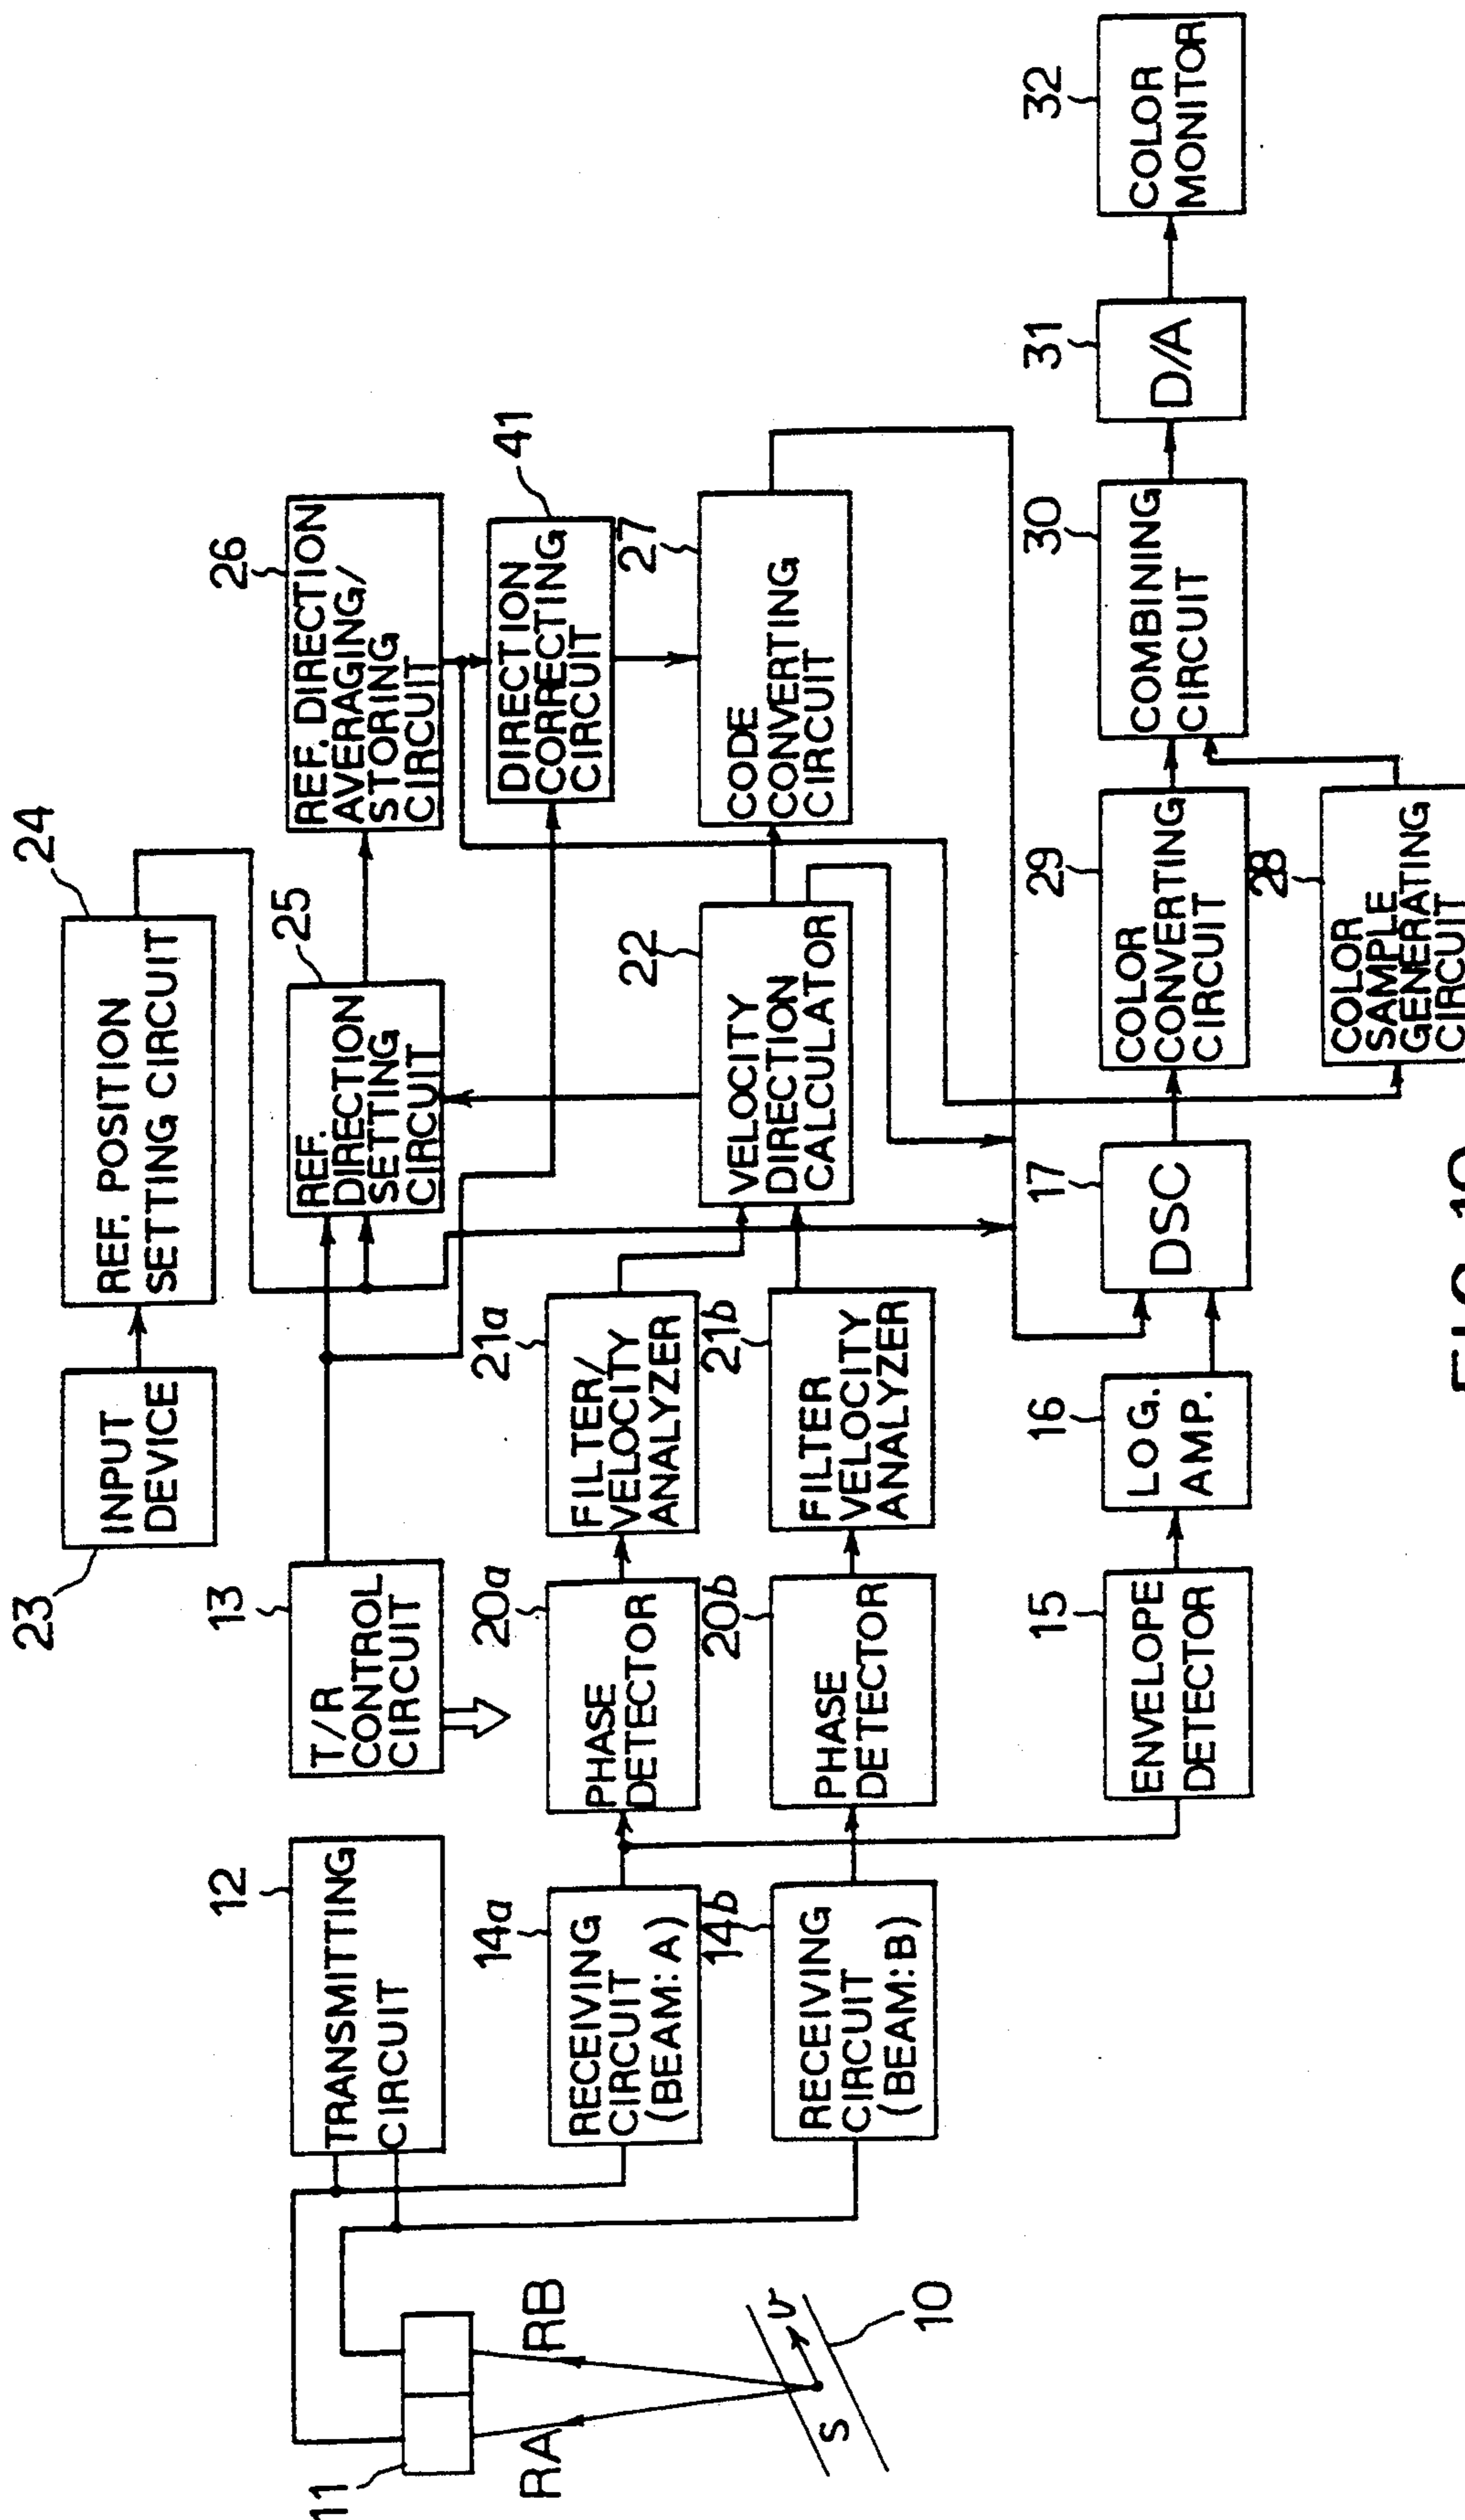 23
INPUT
DEVICE
24
REF. POSITION
SETTING CIRCUIT
12
TRANSMITTING
CIRCUIT
13
T/R
CONTROL
CIRCUIT
25
REF.
DIRECTION
SETTING
CIRCUIT
26
REF. DIRECTION
AVERAGING/
STORING
CIRCUIT
41
DIRECTION
CORRECTING
CIRCUIT
11
RA
RB
S
v
10
14a
RECEIVING
CIRCUIT
(BEAM: A)
20a
PHASE
DETECTOR
21a
FILTER/
VELOCITY
ANALYZER
22
VELOCITY
DIRECTION
CALCULATOR
27
CODE
CONVERTING
CIRCUIT
14b
RECEIVING
CIRCUIT
(BEAM: B)
20b
PHASE
DETECTOR
21b
FILTER
VELOCITY
ANALYZER
15
ENVELOPE
DETECTOR
16
LOG.
AMP.
17
DSC
29
COLOR
CONVERTING
CIRCUIT
30
COMBINING
CIRCUIT
31
D/A
32
COLOR
MONITOR
28
COLOR
SAMPLE
GENERATING
CIRCUIT